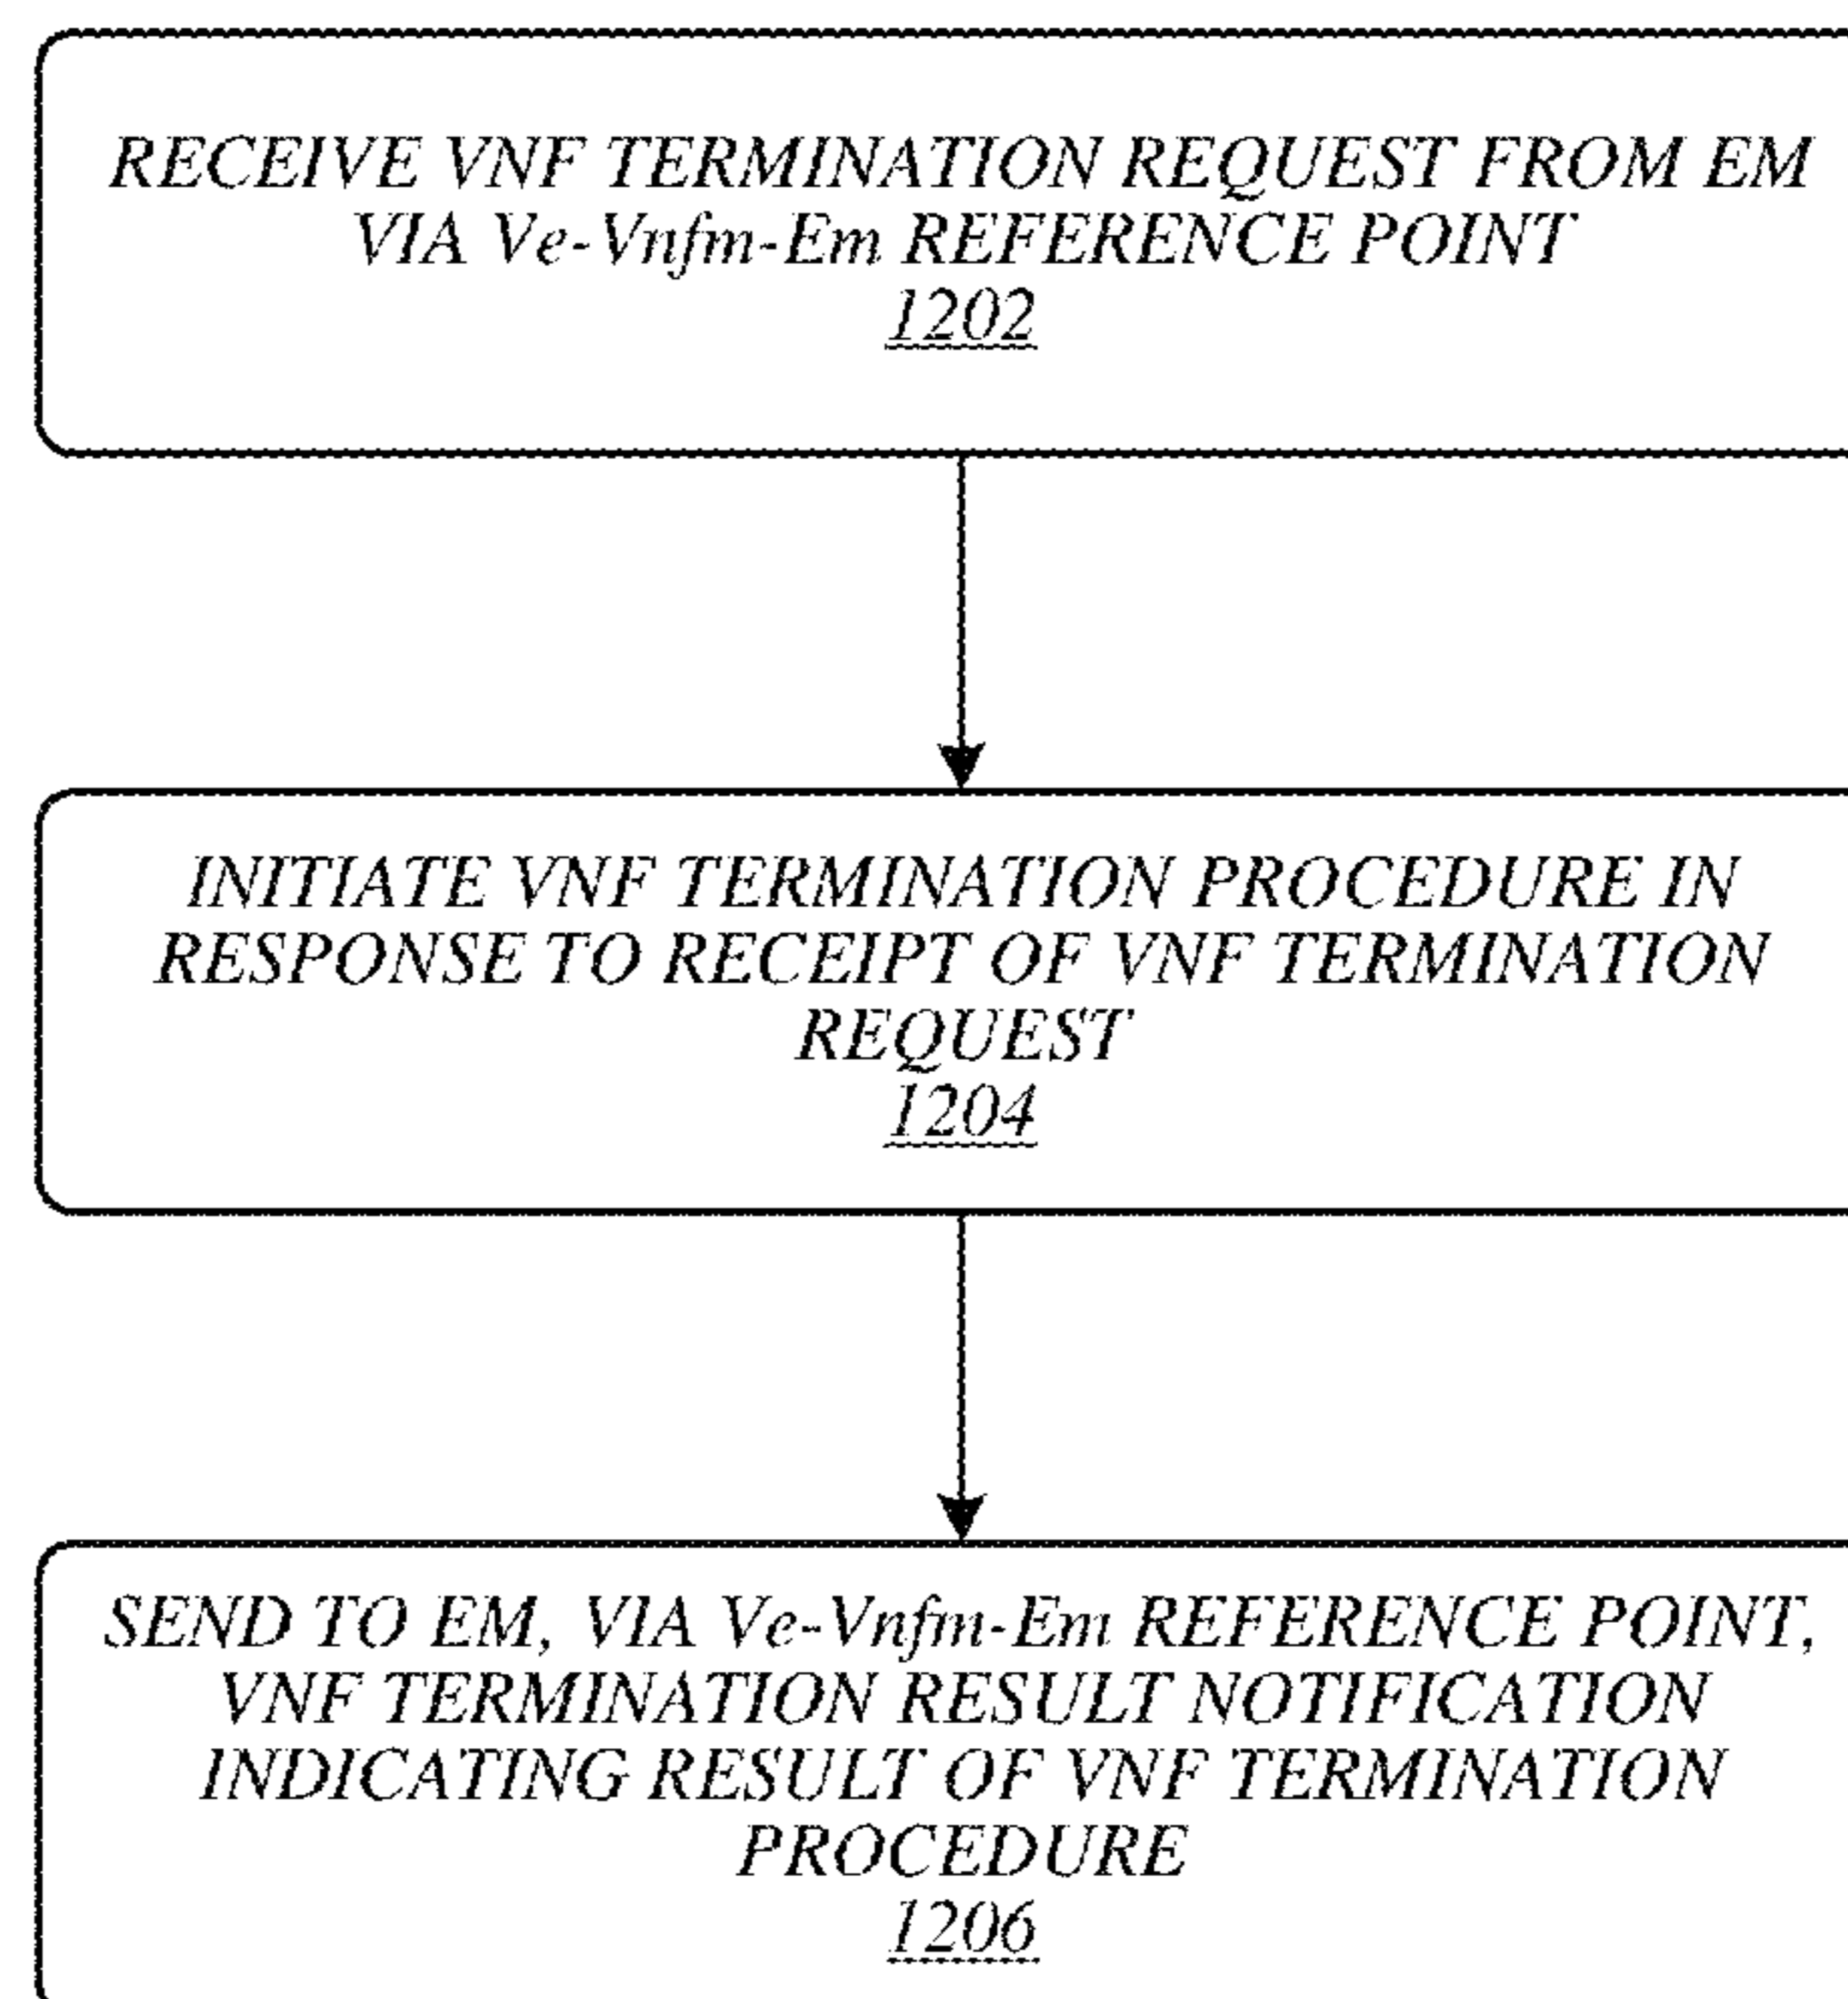 RECEIVE VNF TERMINATION REQUEST FROM EM
VIA Ve-Vnfm-Em REFERENCE POINT
1202
INITIATE VNF TERMINATION PROCEDURE IN
RESPONSE TO RECEIPT OF VNF TERMINATION
REQUEST
1204
SEND TO EM, VIA Ve-Vnfm-Em REFERENCE POINT,
VNF TERMINATION RESULT NOTIFICATION
INDICATING RESULT OF VNF TERMINATION
PROCEDURE
1206